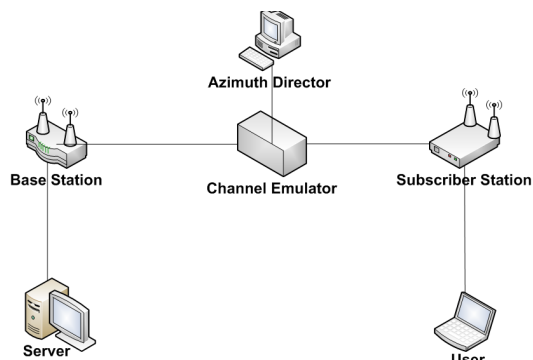 Azimuth Director
Base Station
Channel Emulator
Subscriber Station
Server
User